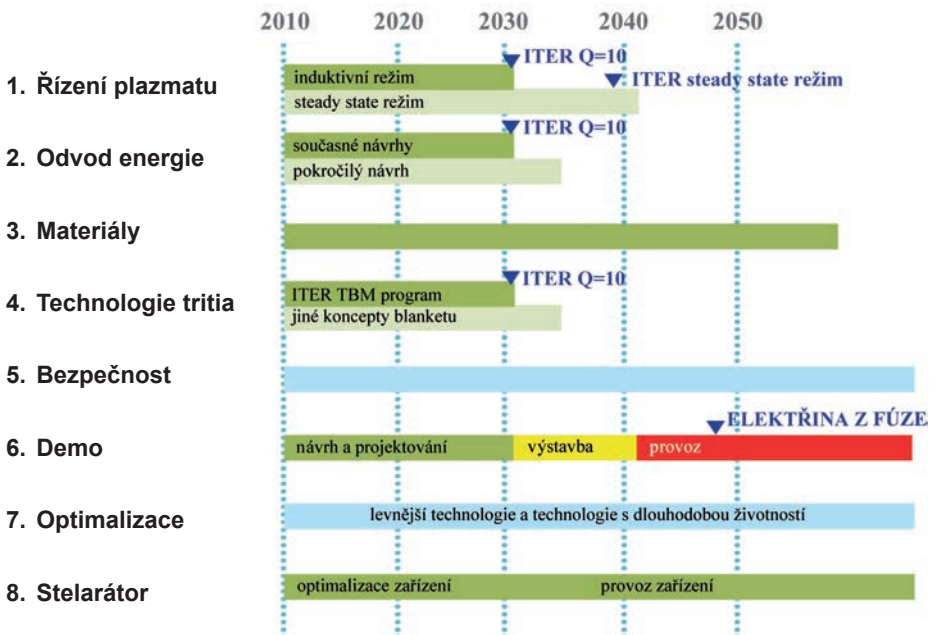 2010 2020 2030 2040 2050
ITER Q=10
1. Řízení plazmatu
induktivní režim
ITER steady state režim
steady state režim
ITER Q=10
2. Odvod energie
současné návrhy
pokročilý návrh
3. Materiály
ITER Q=10
4. Technologie tritia
ITER TBM program
jiné koncepty blanketu
5. Bezpečnost
ELEKTŘINA Z FÚZE
6. Demo
návrh a projektování výstavba provoz
7. Optimalizace
levnější technologie a technologie s dlouhodobou životností
8. Stelarátor
optimalizace zařízení provoz zařízení